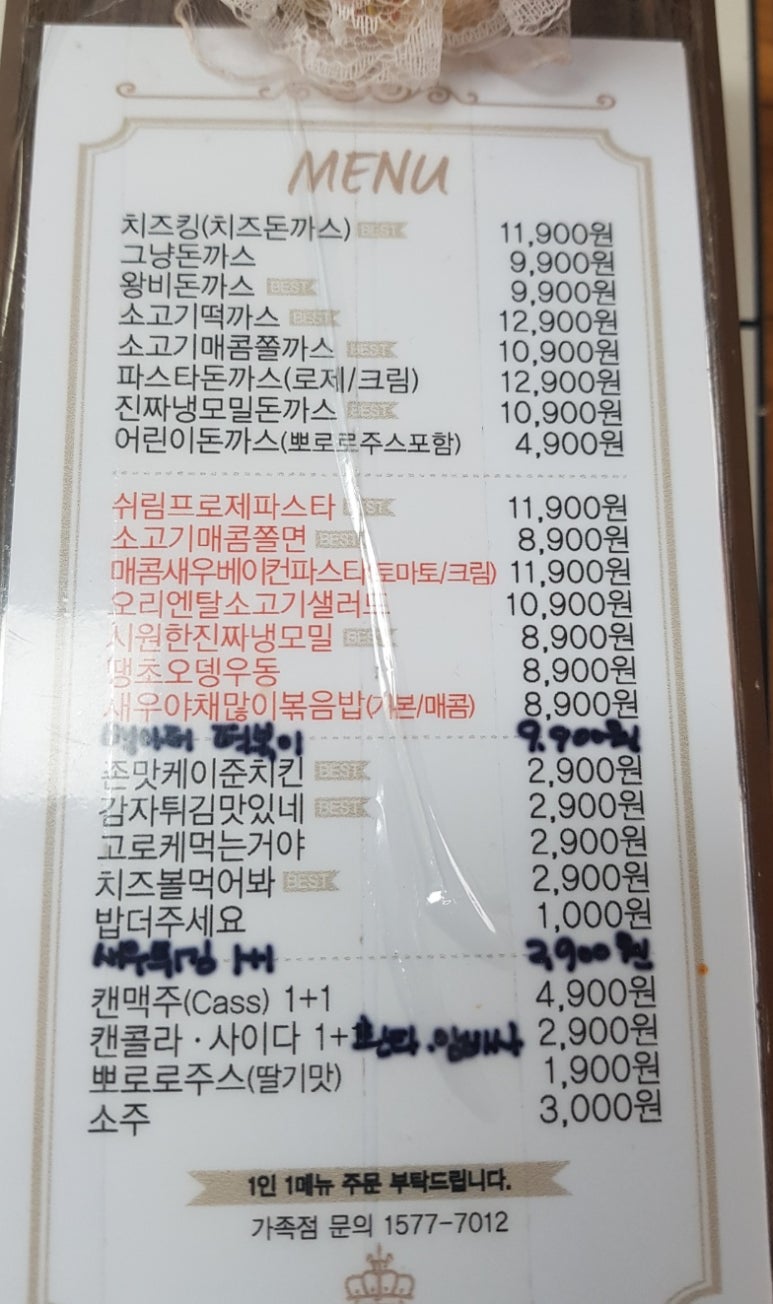 MENU
치즈킹(치즈돈까스) BEST 11,900원
그냥돈까스 9,900원
왕비돈까스 BEST 9,900원
소고기떡까스 BEST 12,900원
소고기매콤쫄까스 BEST 10,900원
파스타돈까스(로제/크림) 12,900원
진짜냉모밀돈까스 BEST 10,900원
어린이돈까스(뽀로로주스포함) 4,900원
쉬림프로제파스타 BEST 11,900원
소고기매콤쫄면 BEST 8,900원
매콤새우베이컨파스타(토마토/크림) 11,900원
오리엔탈소고기샐러드 10,900원
시원한진짜냉모밀 BEST 8,900원
땡초오뎅우동 8,900원
새우야채많이볶음밥(기본/매콤) 8,900원
떡볶이 9.900원
존맛케이준치킨 BEST 2,900원
감자튀김맛있네 BEST 2,900원
고로케먹는거야 2,900원
치즈볼먹어봐 BEST 2,900원
밥더주세요 1,000원
새우튀김 2,900원
캔맥주(Cass) 1+1 4,900원
캔콜라·사이다 1+ 환타.웰배사 2,900원
뽀로로주스(딸기맛) 1,900원
소주 3,000원
1인 1메뉴 주문 부탁드립니다.
가족점 문의 1577-7012